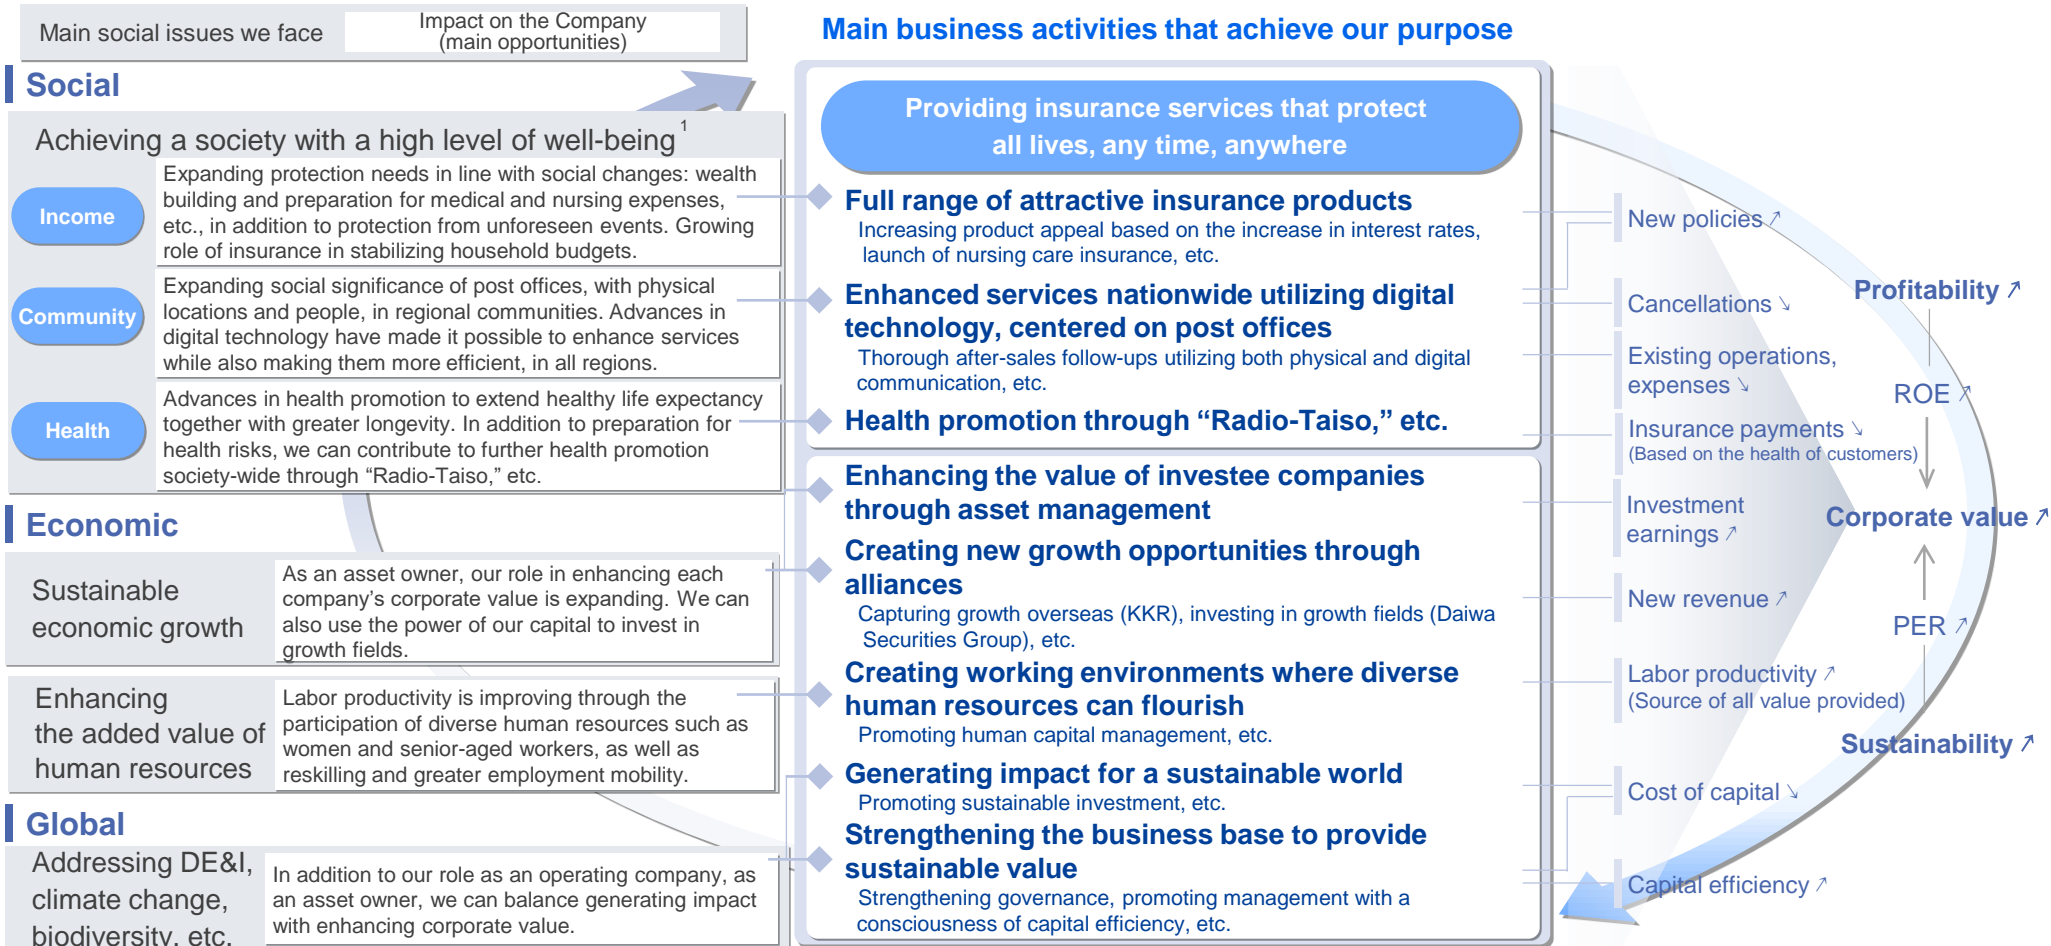 Main social issues we face
Impact on the Company
(main opportunities)
Social
Achieving a society with a high level of well-being 1
Income
Expanding protection needs in line with social changes: wealth
building and preparation for medical and nursing expenses,
etc., in addition to protection from unforeseen events. Growing
role of insurance in stabilizing household budgets.
Community
Expanding social significance of post offices, with physical
locations and people, in regional communities. Advances in
digital technology have made it possible to enhance services
while also making them more efficient, in all regions.
Health
Advances in health promotion to extend healthy life expectancy
together with greater longevity. In addition to preparation for
health risks, we can contribute to further health promotion
society-wide through “Radio-Taiso,” etc.
Economic
Sustainable
economic growth
As an asset owner, our role in enhancing each
company’s corporate value is expanding. We can
also use the power of our capital to invest in
growth fields.
Enhancing
the added value of
human resources
Labor productivity is improving through the
participation of diverse human resources such as
women and senior-aged workers, as well as
reskilling and greater employment mobility.
Global
Addressing DE&I,
climate change,
biodiversity, etc.
In addition to our role as an operating company, as
an asset owner, we can balance generating impact
with enhancing corporate value.
Main business activities that achieve our purpose
Providing insurance services that protect
all lives, any time, anywhere
Full range of attractive insurance products
Increasing product appeal based on the increase in interest rates,
launch of nursing care insurance, etc.
Enhanced services nationwide utilizing digital
technology, centered on post offices
Thorough after-sales follow-ups utilizing both physical and digital
communication, etc.
Health promotion through “Radio-Taiso,” etc.
Enhancing the value of investee companies
through asset management
Creating new growth opportunities through
alliances
Capturing growth overseas (KKR), investing in growth fields (Daiwa
Securities Group), etc.
Creating working environments where diverse
human resources can flourish
Promoting human capital management, etc.
Generating impact for a sustainable world
Promoting sustainable investment, etc.
Strengthening the business base to provide
sustainable value
Strengthening governance, promoting management with a
consciousness of capital efficiency, etc.
New policies ↗
Cancellations ↘
Existing operations,
expenses ↘
Insurance payments ↘
(Based on the health of customers)
Investment
earnings ↗
New revenue ↗
Labor productivity ↗
(Source of all value provided)
Cost of capital ↘
Capital efficiency ↗
Profitability ↗
ROE ↗
Corporate value ↗
PER ↗
Sustainability ↗